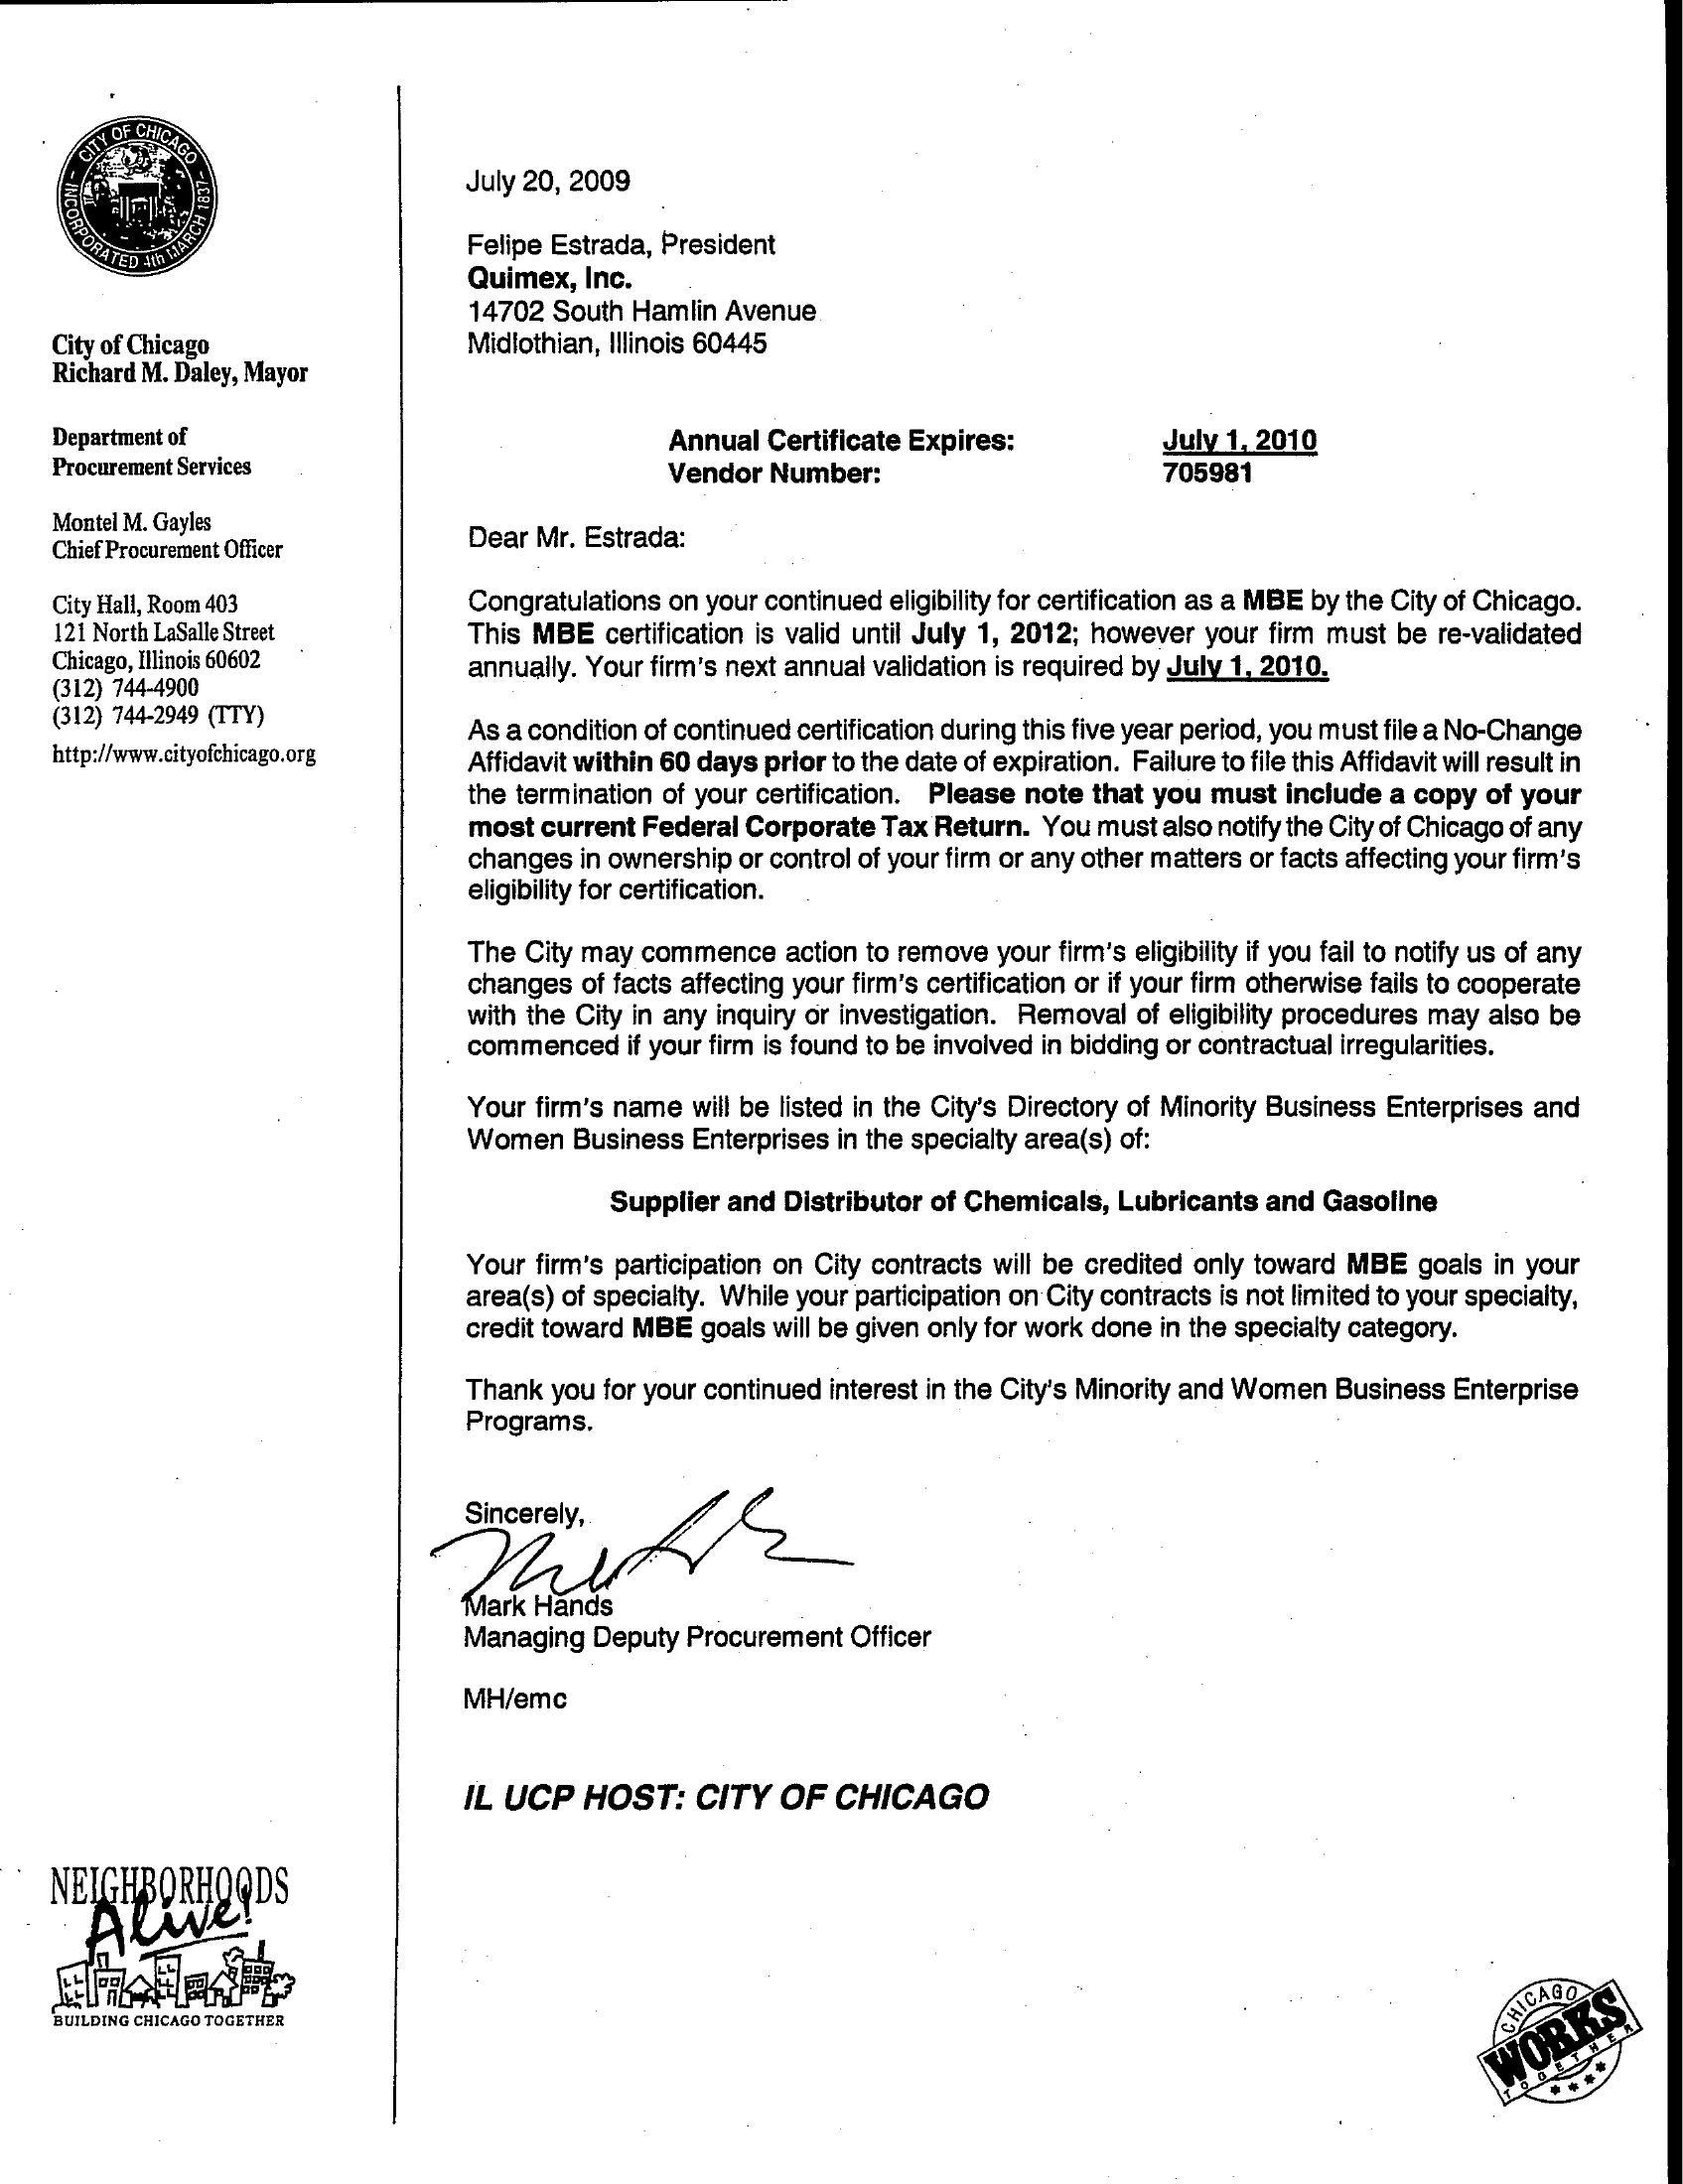 CITY OF CHICAGO
INCORPORATED 4th MARCH 1837
City of Chicago
Richard M. Daley, Mayor
Department of
Procurement Services
Montel M. Gayles
Chief Procurement Officer
City Hall, Room 403
121 North LaSalle Street
Chicago, Illinois 60602
(312) 744-4900
(312) 744-2949 (TTY)
http://www.cityofchicago.org
July 20, 2009
Felipe Estrada, President
Quimex, Inc.
14702 South Hamlin Avenue
Midlothian, Illinois 60445
Annual Certificate Expires: July 1, 2010
Vendor Number: 705981
Dear Mr. Estrada:
Congratulations on your continued eligibility for certification as a MBE by the City of Chicago.
This MBE certification is valid until July 1, 2012; however your firm must be re-validated
annually. Your firm's next annual validation is required by July 1, 2010.
As a condition of continued certification during this five year period, you must file a No-Change
Affidavit within 60 days prior to the date of expiration. Failure to file this Affidavit will result in
the termination of your certification. Please note that you must include a copy of your
most current Federal Corporate Tax Return. You must also notify the City of Chicago of any
changes in ownership or control of your firm or any other matters or facts affecting your firm's
eligibility for certification.
The City may commence action to remove your firm's eligibility if you fail to notify us of any
changes of facts affecting your firm's certification or if your firm otherwise fails to cooperate
with the City in any inquiry or investigation. Removal of eligibility procedures may also be
commenced if your firm is found to be involved in bidding or contractual irregularities.
Your firm's name will be listed in the City's Directory of Minority Business Enterprises and
Women Business Enterprises in the specialty area(s) of:
Supplier and Distributor of Chemicals, Lubricants and Gasoline
Your firm's participation on City contracts will be credited only toward MBE goals in your
area(s) of specialty. While your participation on City contracts is not limited to your specialty,
credit toward MBE goals will be given only for work done in the specialty category.
Thank you for your continued interest in the City's Minority and Women Business Enterprise
Programs.
Sincerely,
Mark Hands
Managing Deputy Procurement Officer
MH/emc
IL UCP HOST: CITY OF CHICAGO
NEIGHBORHOODS
Alive!
BUILDING CHICAGO TOGETHER
CHICAGO
WORKS
TOGETHER